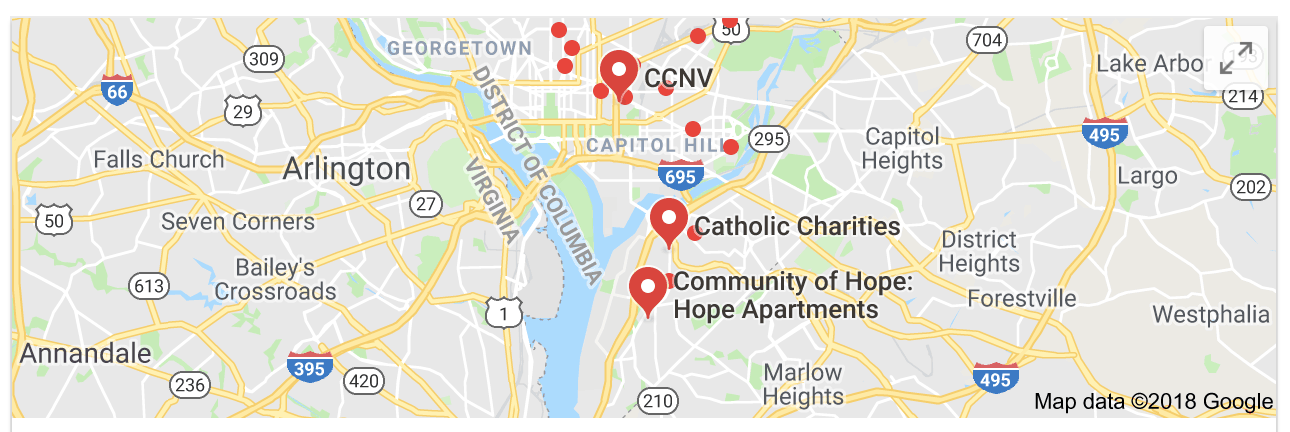 50
GEORGETOWN
704
309
Lake Arbor
CCNV
66
29
214
DISTRICT OF COLUMBIA
VIRGINIA
495
295
Capitol
Heights
CAPITOL HILL
Falls Church
Arlington
695
Largo
202
27
50
Seven Corners
Catholic Charities
District
Heights
Bailey's
Crossroads
613
Community of Hope:
Hope Apartments
Forestville
1
Westphalia
Annandale
395
236
420
Marlow
Heights
495
210
Map data ©2018 Google